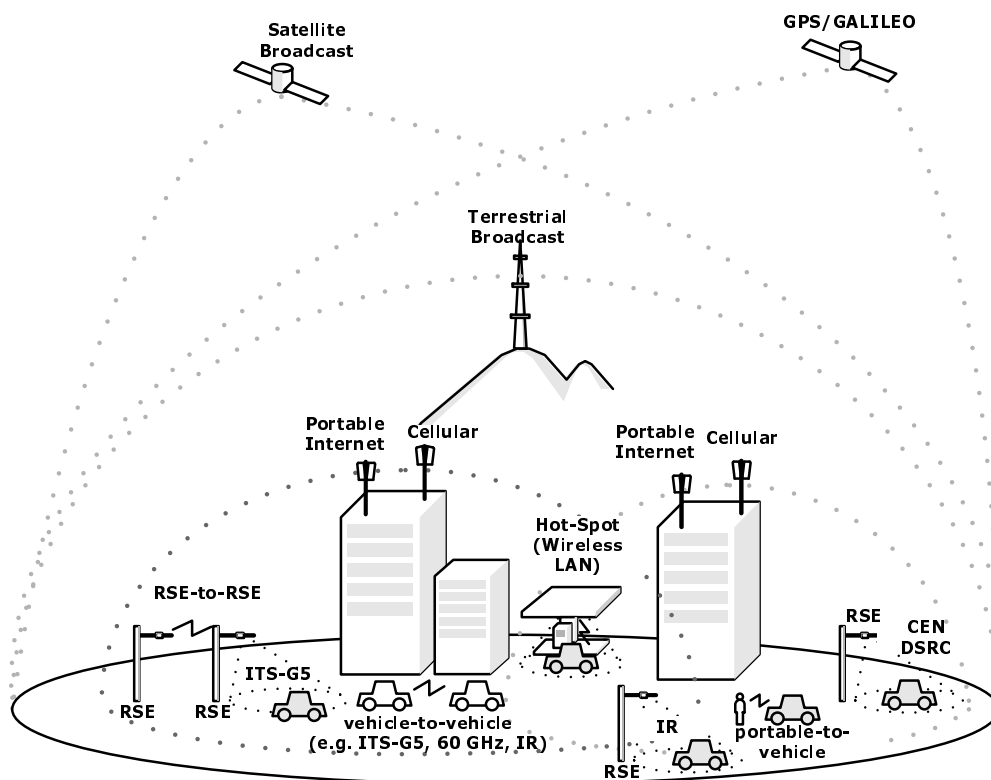 Satellite
Broadcast
GPS/GALILEO
Terrestrial
Broadcast
Portable
Internet
Cellular
Portable
Internet
Cellular
Hot-Spot
(Wireless
LAN)
RSE-to-RSE
RSE
CEN
DSRC
ITS-G5
RSE
RSE
vehicle-to-vehicle
(e.g. ITS-G5, 60 GHz, IR)
IR
portable-to-
vehicle
RSE